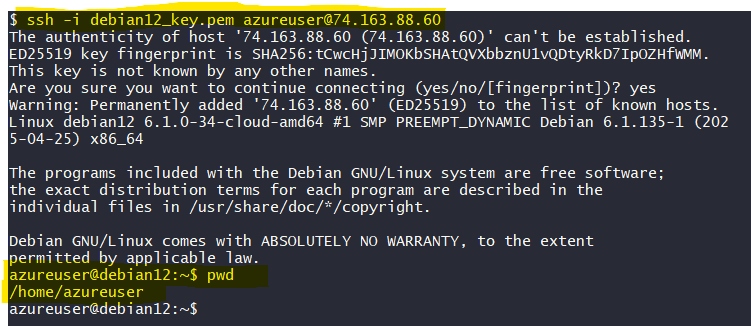 $ ssh -i debian12_key.pem azureuser@74.163.88.60
The authenticity of host '74.163.88.60 (74.163.88.60)' can't be established.
ED25519 key fingerprint is SHA256:tCwcHjJIMOKbSHAtQVXbbznU1vQDtyRkD7IpOZHfWMM.
This key is not known by any other names.
Are you sure you want to continue connecting (yes/no/[fingerprint])? yes
Warning: Permanently added '74.163.88.60' (ED25519) to the list of known hosts.
Linux debian12 6.1.0-34-cloud-amd64 #1 SMP PREEMPT_DYNAMIC Debian 6.1.135-1 (202
5-04-25) x86_64
The programs included with the Debian GNU/Linux system are free software;
the exact distribution terms for each program are described in the
individual files in /usr/share/doc/*/copyright.
Debian GNU/Linux comes with ABSOLUTELY NO WARRANTY, to the extent
permitted by applicable law.
azureuser@debian12:~$ pwd
/home/azureuser
azureuser@debian12:~$